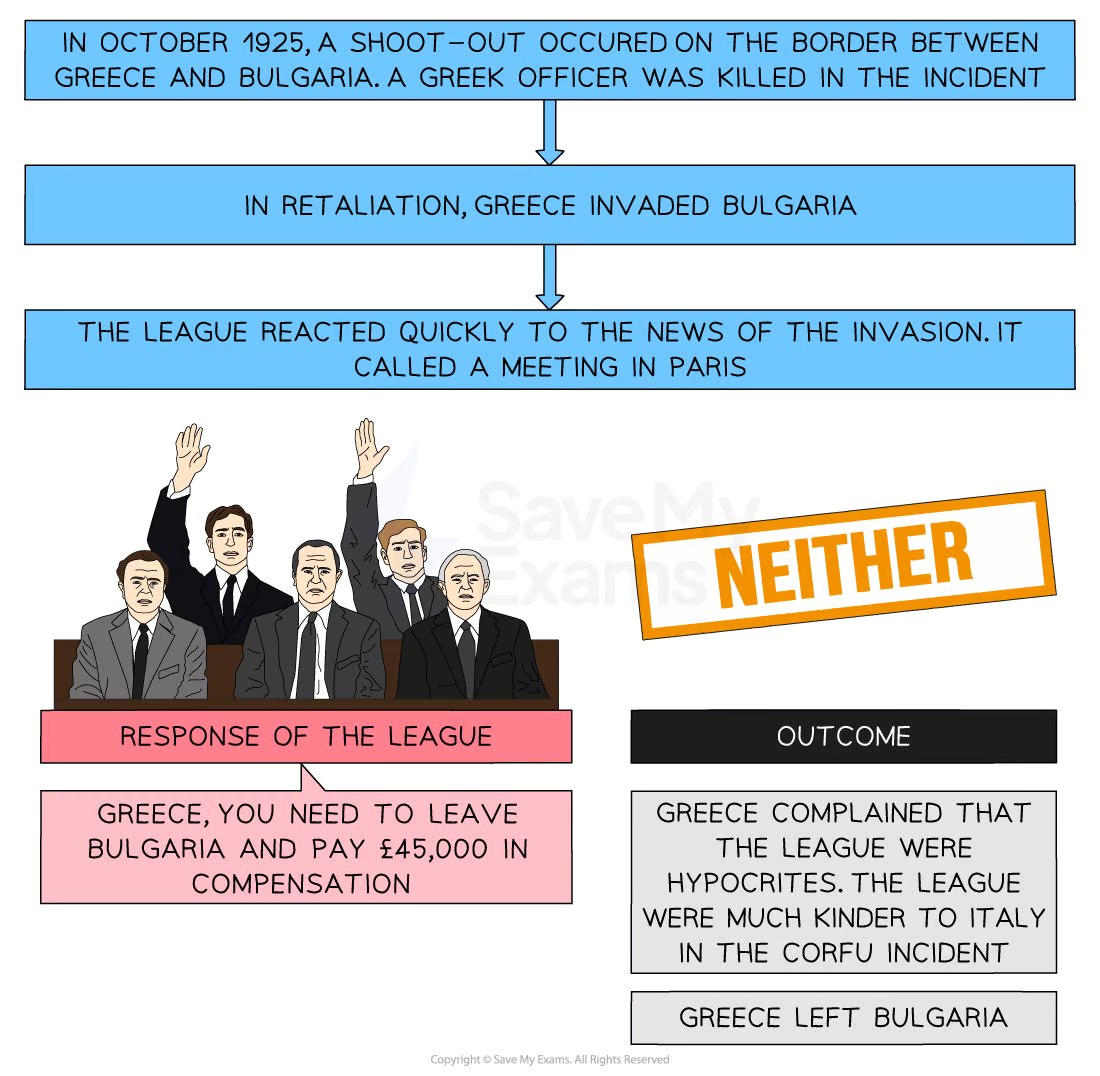 IN OCTOBER 1925, A SHOOT-OUT OCCURED ON THE BORDER BETWEEN
GREECE AND BULGARIA. A GREEK OFFICER WAS KILLED IN THE INCIDENT
IN RETALIATION, GREECE INVADED BULGARIA
THE LEAGUE REACTED QUICKLY TO THE NEWS OF THE INVASION. IT
CALLED A MEETING IN PARIS
SaveMy
Exams
NEITHER
RESPONSE OF THE LEAGUE
GREECE, YOU NEED TO LEAVE
BULGARIA AND PAY £45,000 IN
COMPENSATION
OUTCOME
GREECE COMPLAINED THAT
THE LEAGUE WERE
HYPOCRITES. THE LEAGUE
WERE MUCH KINDER TO ITALY
IN THE CORFU INCIDENT
GREECE LEFT BULGARIA
Copyright © Save My Exams. All Rights Reserved